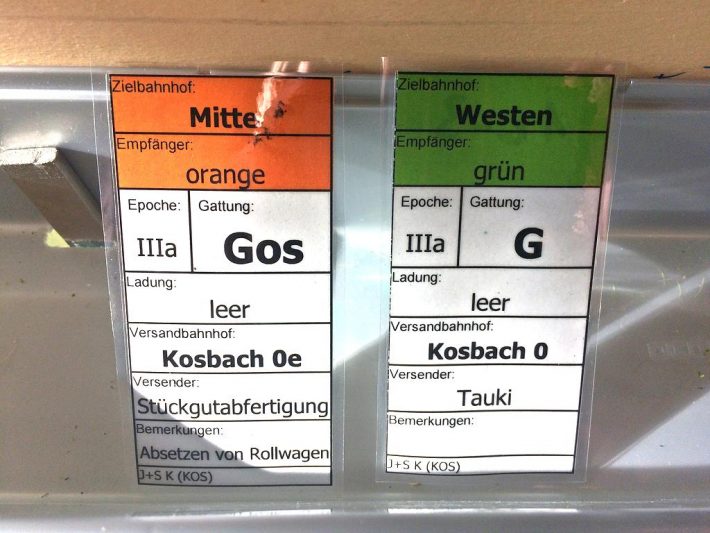 Zielbahnhof:
Mitte
Empfänger:
orange
Epoche: Gattung:
IIIa Gos
Ladung:
leer
Versandbahnhof:
Kosbach 0e
Versender:
Stückgutabfertigung
Bemerkungen:
Absetzen von Rollwagen
J+S K (KOS)
Zielbahnhof:
Westen
Empfänger:
grün
Epoche: Gattung:
IIIa G
Ladung:
leer
Versandbahnhof:
Kosbach 0
Versender:
Tauki
Bemerkungen:
J+S K (KOS)